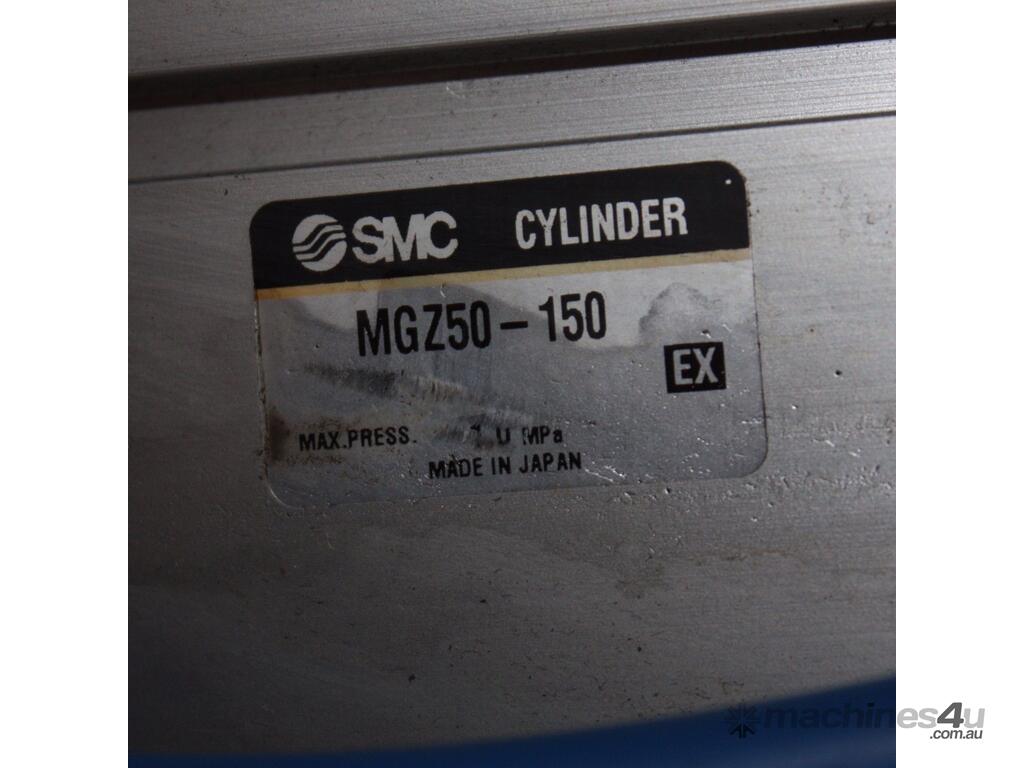 SMC CYLINDER
MGZ50-150
EX
MAX.PRESS. MPa
MADE IN JAPAN
machines4u
.com.au